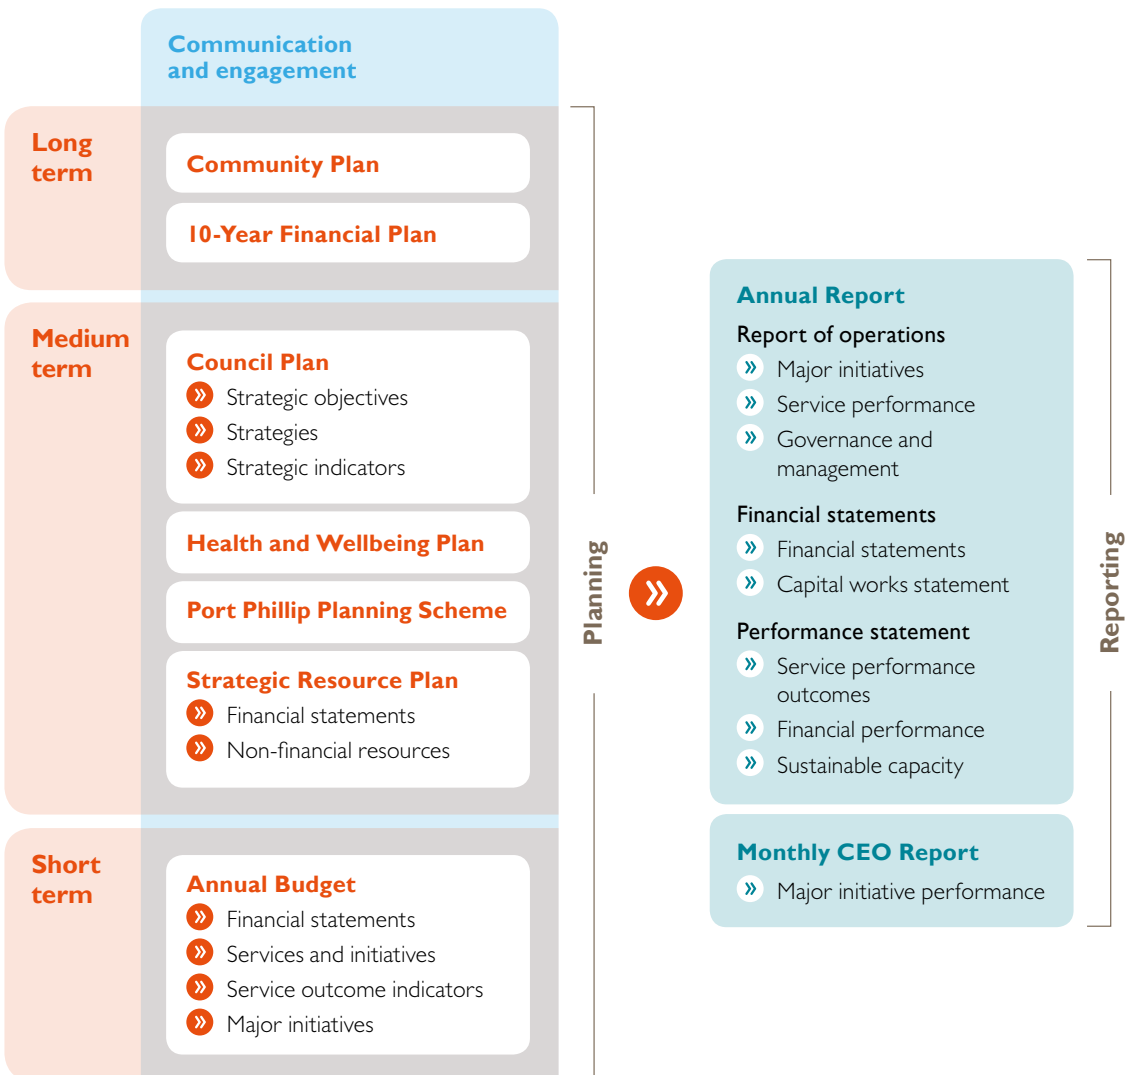 Communication
and engagement
Long
term
Community Plan
10-Year Financial Plan
Medium
term
Council Plan
Strategic objectives
Strategies
Strategic indicators
Health and Wellbeing Plan
Port Phillip Planning Scheme
Strategic Resource Plan
Financial statements
Non-financial resources
Short
term
Annual Budget
Financial statements
Services and initiatives
Service outcome indicators
Major initiatives
Planning
Annual Report
Report of operations
Major initiatives
Service performance
Governance and
management
Financial statements
Financial statements
Capital works statement
Performance statement
Service performance
outcomes
Financial performance
Sustainable capacity
Monthly CEO Report
Major initiative performance
Reporting